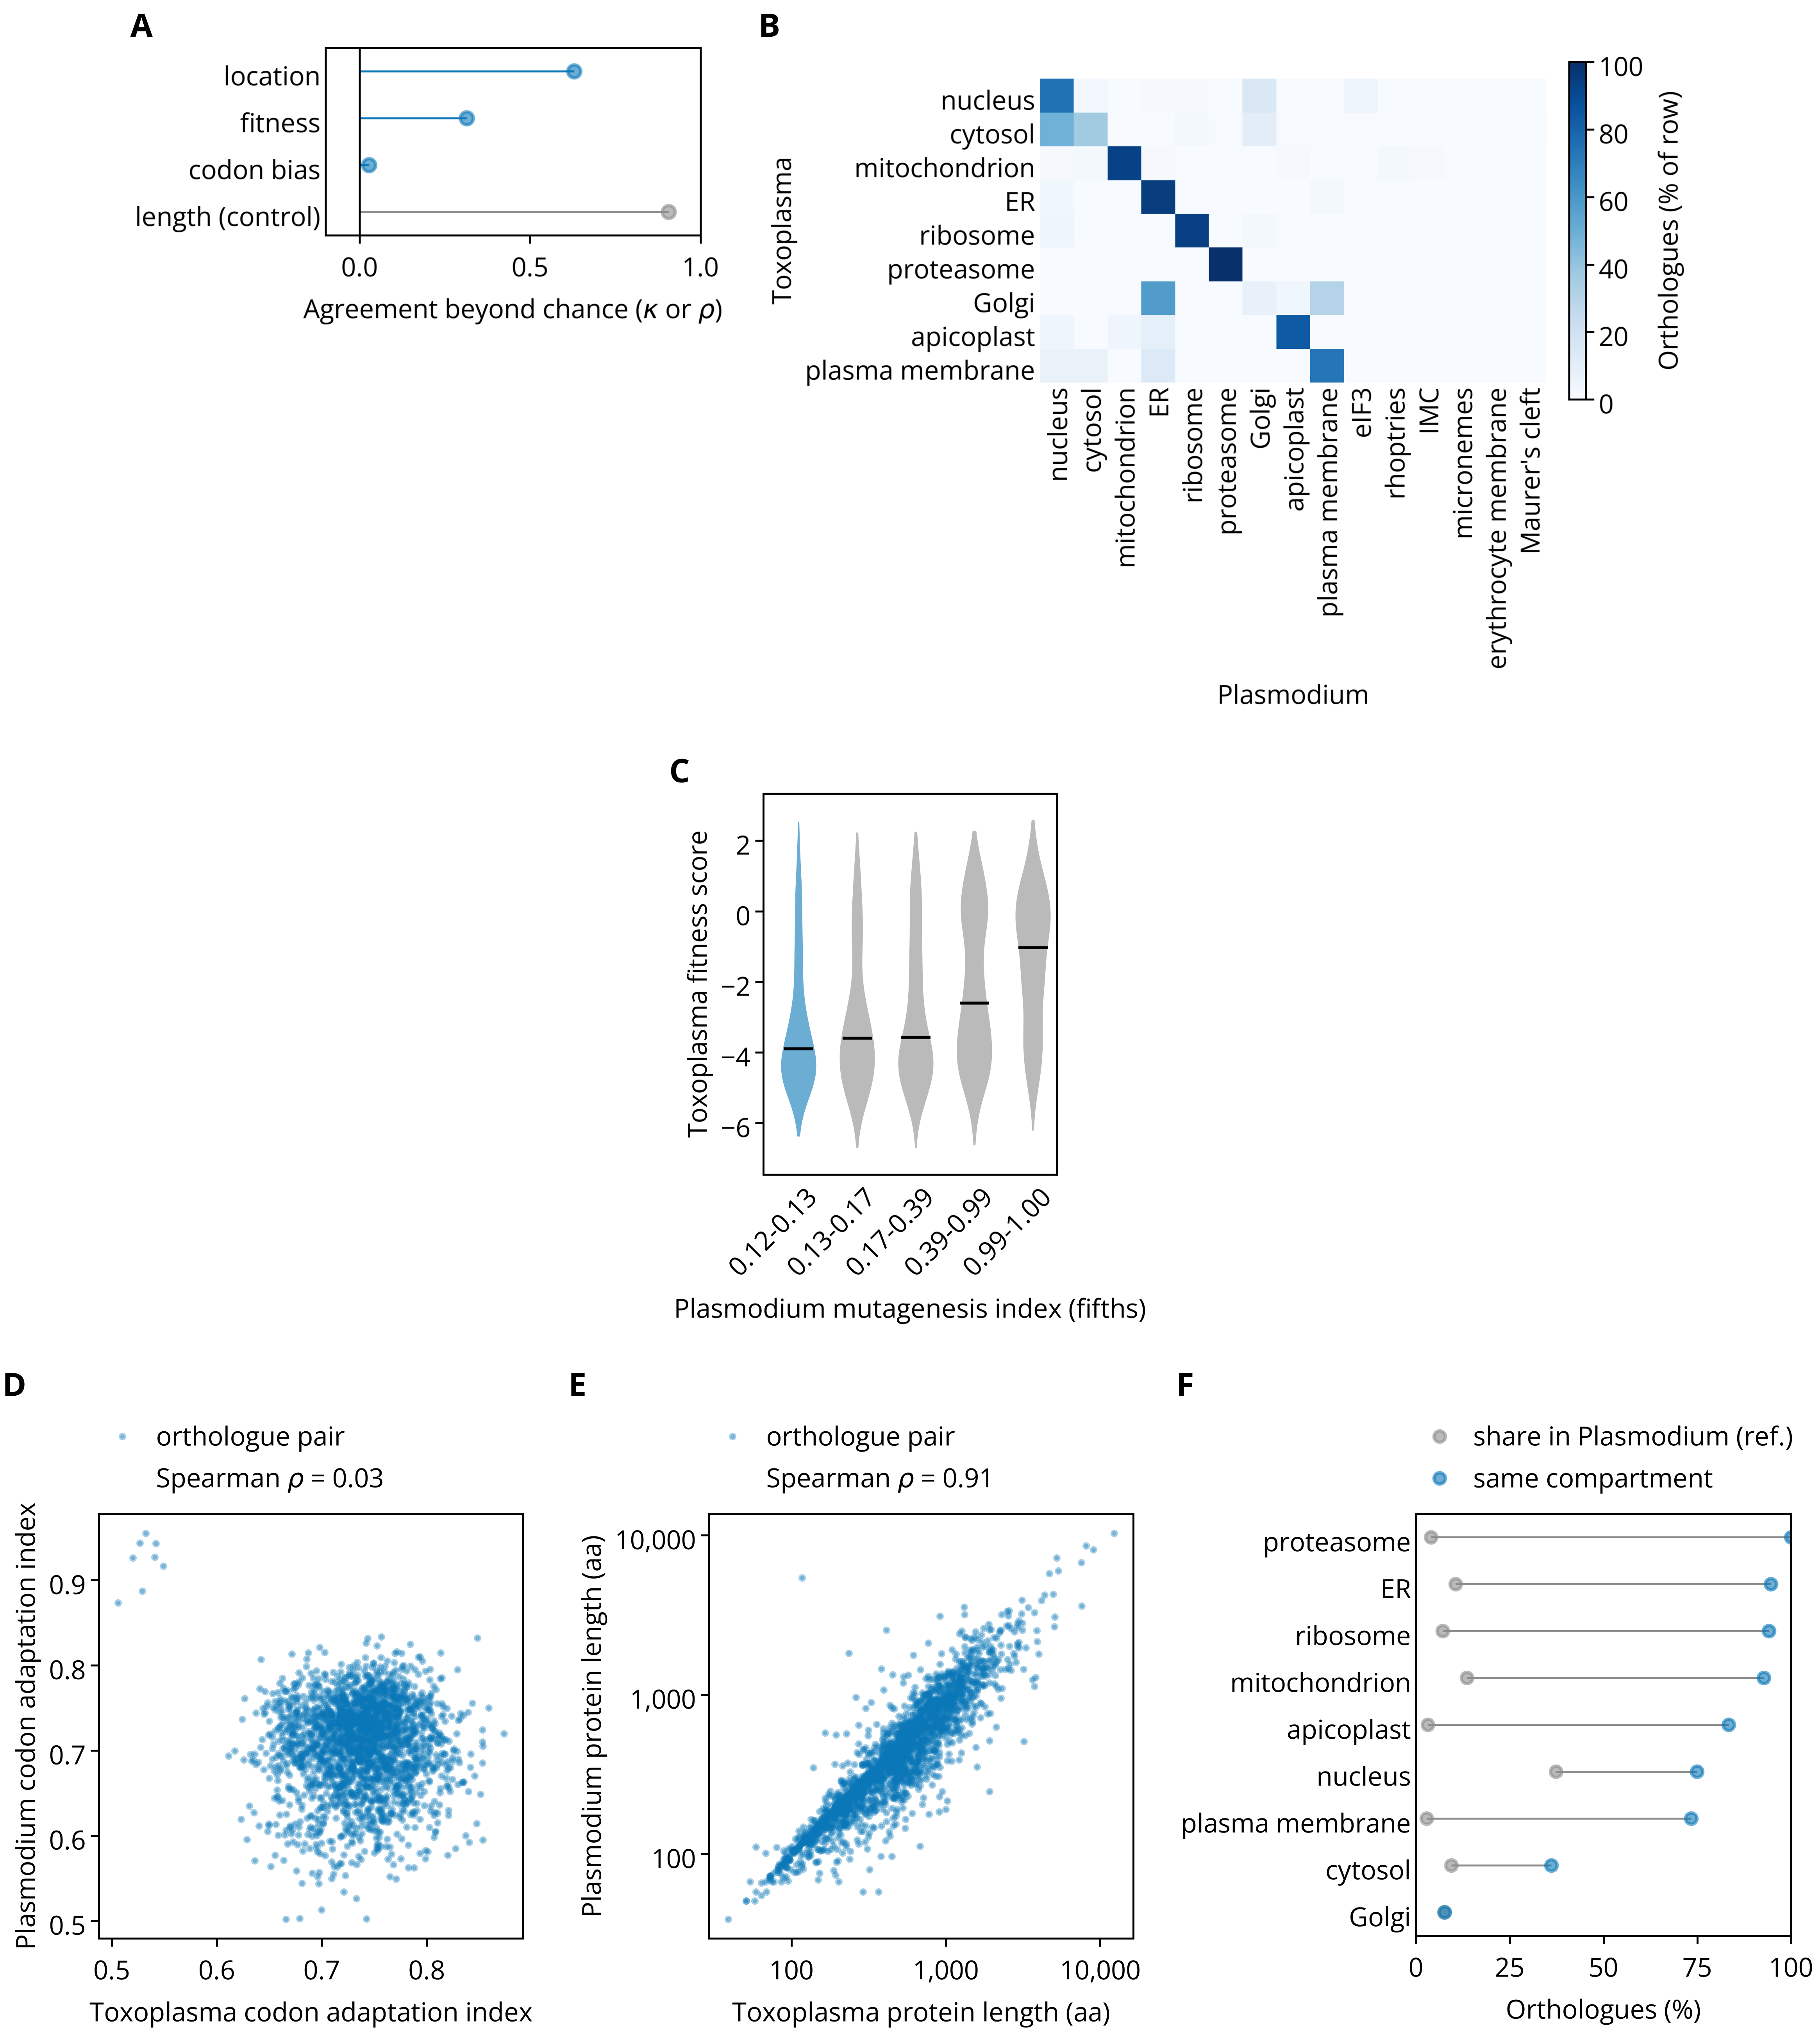 A
location
fitness
codon bias
length (control)
0.0 0.5 1.0
Agreement beyond chance (κ or ρ)
B
Toxoplasma
nucleus
cytosol
mitochondrion
ER
ribosome
proteasome
Golgi
apicoplast
plasma membrane
nucleus
cytosol
mitochondrion
ER
ribosome
proteasome
Golgi
apicoplast
plasma membrane
eIF3
rhoptries
IMC
micronemes
erythrocyte membrane
Maurer's cleft
Plasmodium
100
80
60
40
20
0
Orthologues (% of row)
C
Toxoplasma fitness score
2
0
−2
−4
−6
0.12-0.13
0.13-0.17
0.17-0.39
0.39-0.99
0.99-1.00
Plasmodium mutagenesis index (fifths)
D
orthologue pair
Spearman ρ = 0.03
Plasmodium codon adaptation index
0.9
0.8
0.7
0.6
0.5
0.5 0.6 0.7 0.8
Toxoplasma codon adaptation index
E
orthologue pair
Spearman ρ = 0.91
Plasmodium protein length (aa)
10,000
1,000
100
100 1,000 10,000
Toxoplasma protein length (aa)
F
share in Plasmodium (ref.)
same compartment
proteasome
ER
ribosome
mitochondrion
apicoplast
nucleus
plasma membrane
cytosol
Golgi
0 25 50 75 100
Orthologues (%)